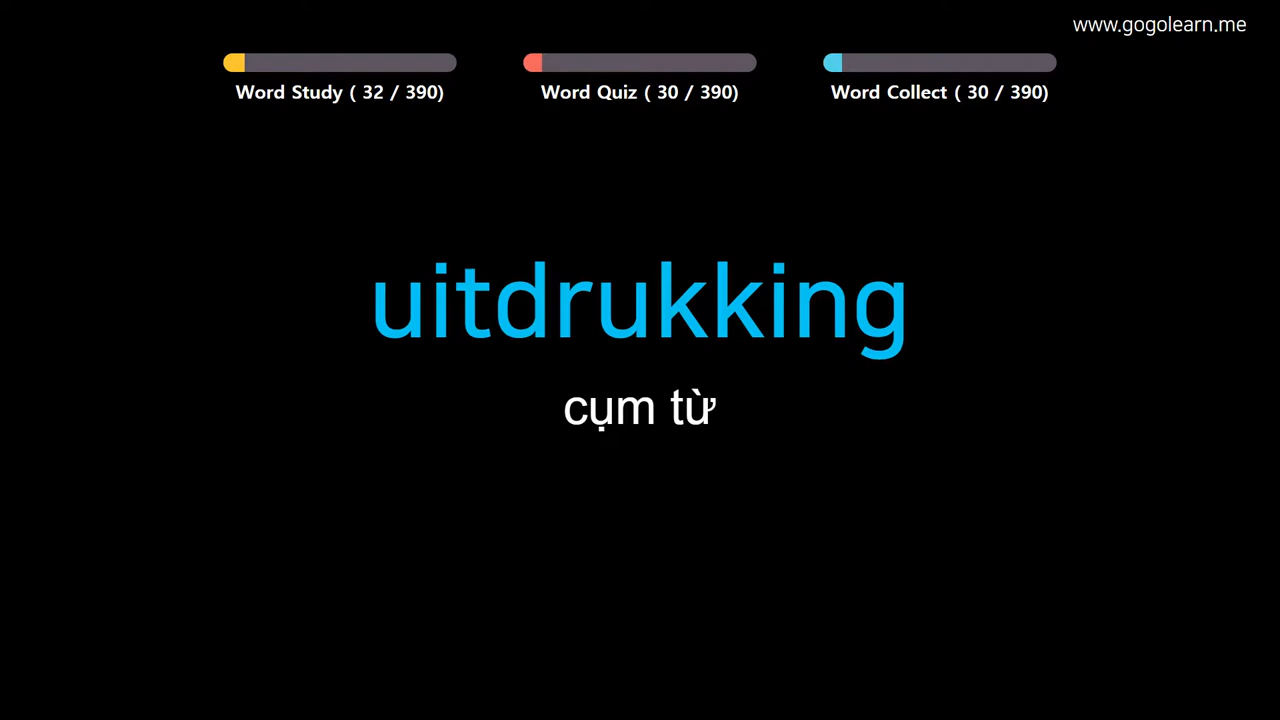 www.gogolearn.me
Word Study ( 32 / 390)
Word Quiz ( 30 / 390)
Word Collect ( 30 / 390)
uitdrukking
cụm từ